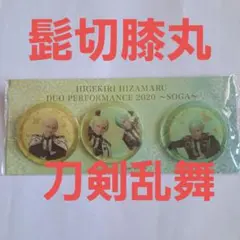 髭切膝丸
HIGEKIRI HIZAMARU
DUO PERFORMANCE 2020 ~SOGA~
刀剣乱舞